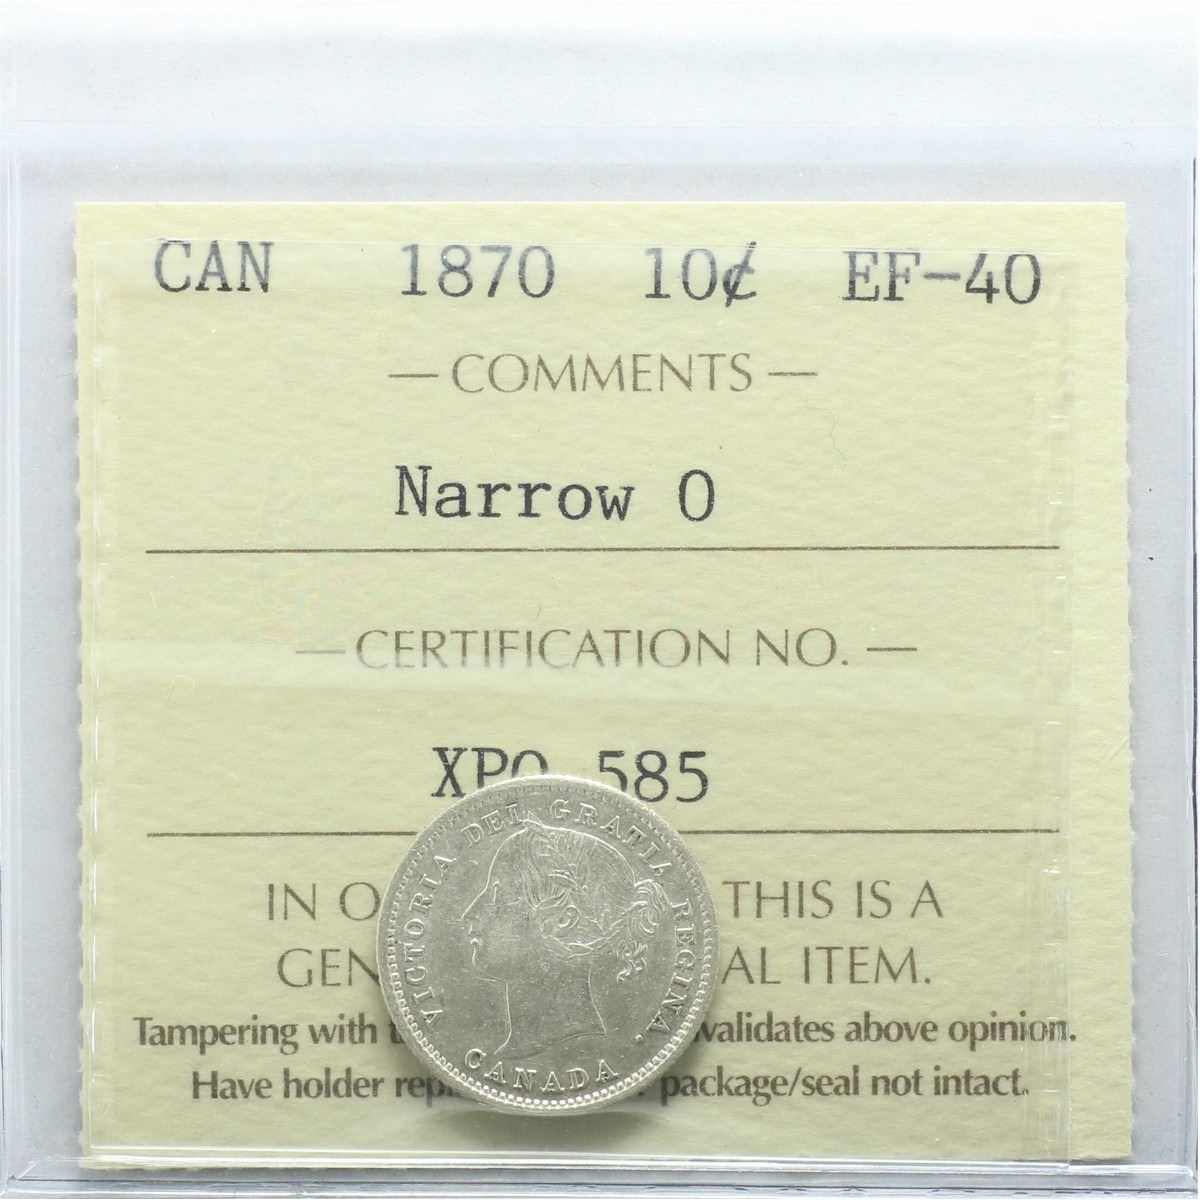 CAN 1870 10¢ EF-40
— COMMENTS —
Narrow 0
— CERTIFICATION NO. —
XPQ 585
VICTORIA DEI GRATIA REGINA.
CANADA
IN O THIS IS A
GEN AL ITEM.
Tampering with t validates above opinion.
Have holder rep package/seal not intact.